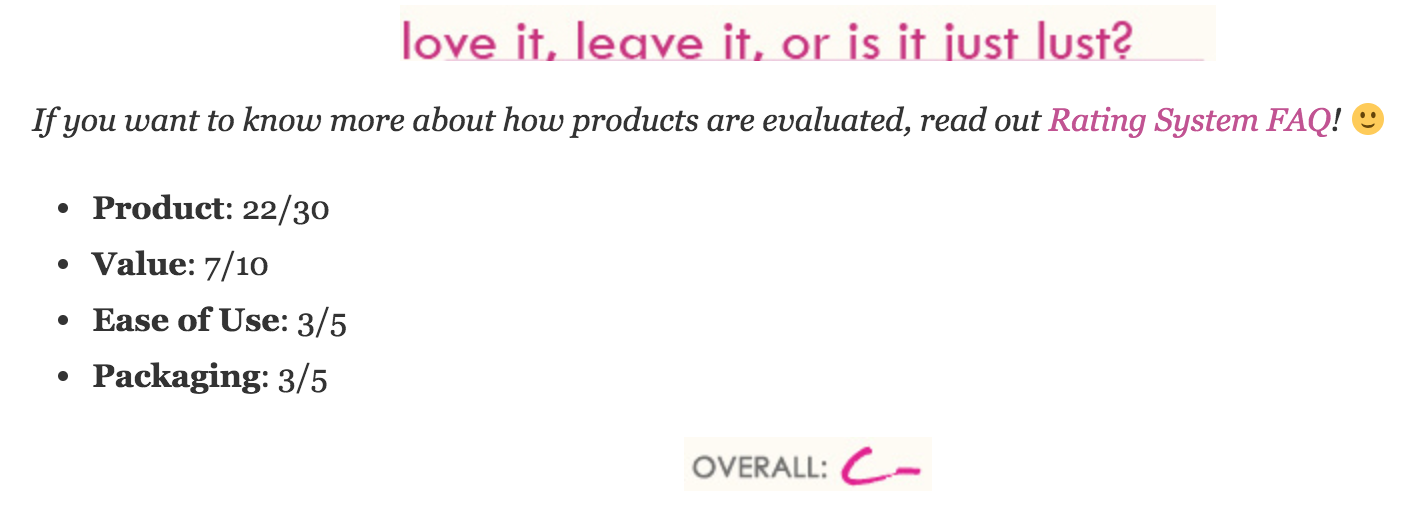 love it, leave it, or is it just lust?
If you want to know more about how products are evaluated, read out Rating System FAQ! 🙂
• Product: 22/30
• Value: 7/10
• Ease of Use: 3/5
• Packaging: 3/5
OVERALL: C-